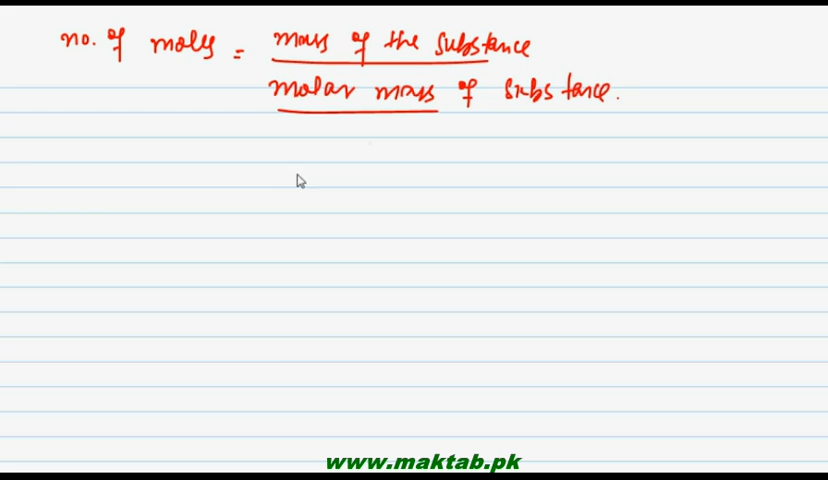 no. of moles = mass of the substance
molar mass of substance.
www.maktab.pk